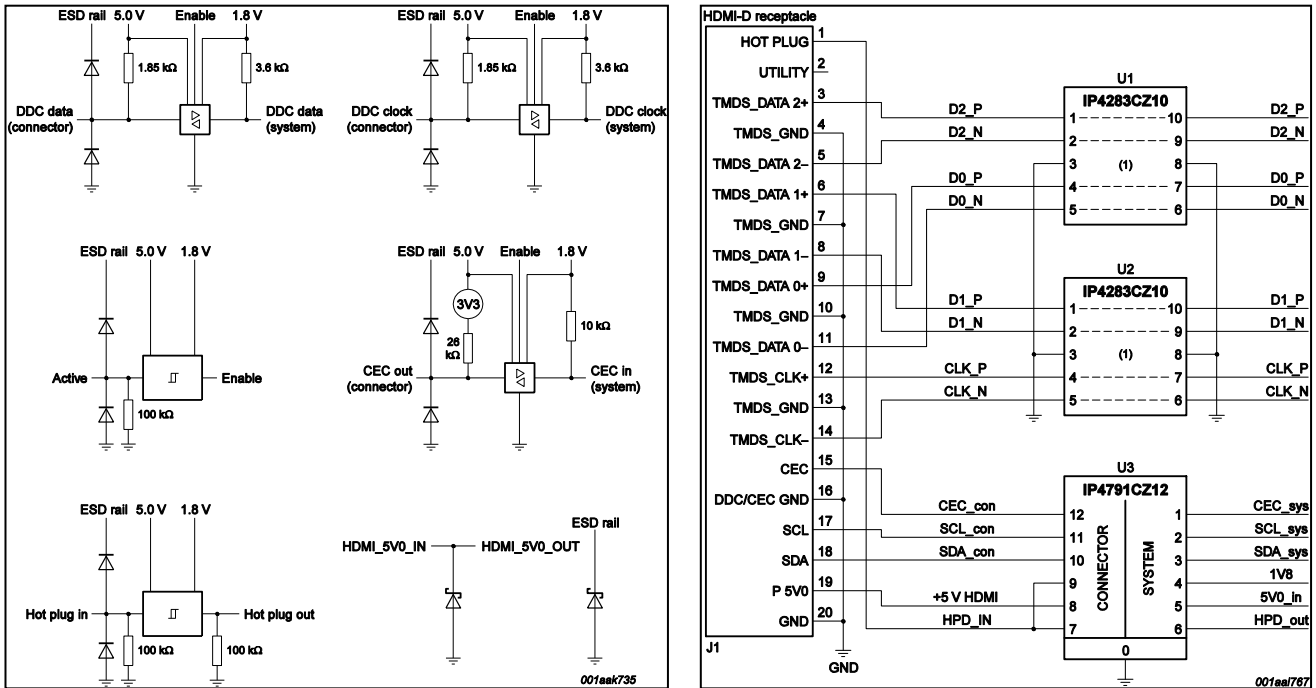 ESD rail 5.0 V Enable 1.8 V
1.85 kΩ
3.6 kΩ
DDC data
(connector)
DDC data
(system)
ESD rail 5.0 V Enable 1.8 V
1.85 kΩ
3.6 kΩ
DDC clock
(connector)
DDC clock
(system)
ESD rail 5.0 V 1.8 V
Active
Enable
100 kΩ
ESD rail 5.0 V Enable 1.8 V
3V3
26
kΩ
10 kΩ
CEC out
(connector)
CEC in
(system)
ESD rail 5.0 V 1.8 V
Hot plug in
Hot plug out
100 kΩ
100 kΩ
ESD rail
HDMI_5V0_IN
HDMI_5V0_OUT
001aak735
HDMI-D receptacle
HOT PLUG 1
UTILITY 2
TMDS_DATA 2+ 3
TMDS_GND 4
TMDS_DATA 2– 5
TMDS_DATA 1+ 6
TMDS_GND 7
TMDS_DATA 1– 8
TMDS_DATA 0+ 9
TMDS_GND 10
TMDS_DATA 0– 11
TMDS_CLK+ 12
TMDS_GND 13
TMDS_CLK– 14
CEC 15
DDC/CEC GND 16
SCL 17
SDA 18
P 5V0 19
GND 20
J1
GND
U1
IP4283CZ10
D2_P 1 10 D2_P
D2_N 2 9 D2_N
3 (1) 8
D0_P 4 7 D0_P
D0_N 5 6 D0_N
U2
IP4283CZ10
D1_P 1 10 D1_P
D1_N 2 9 D1_N
3 (1) 8
CLK_P 4 7 CLK_P
CLK_N 5 6 CLK_N
U3
IP4791CZ12
CONNECTOR
SYSTEM
CEC_con 12 1 CEC_sys
SCL_con 11 2 SCL_sys
SDA_con 10 3 SDA_sys
9 4 1V8
+5 V HDMI 8 5 5V0_in
HPD_IN 7 6 HPD_out
0
001aal767